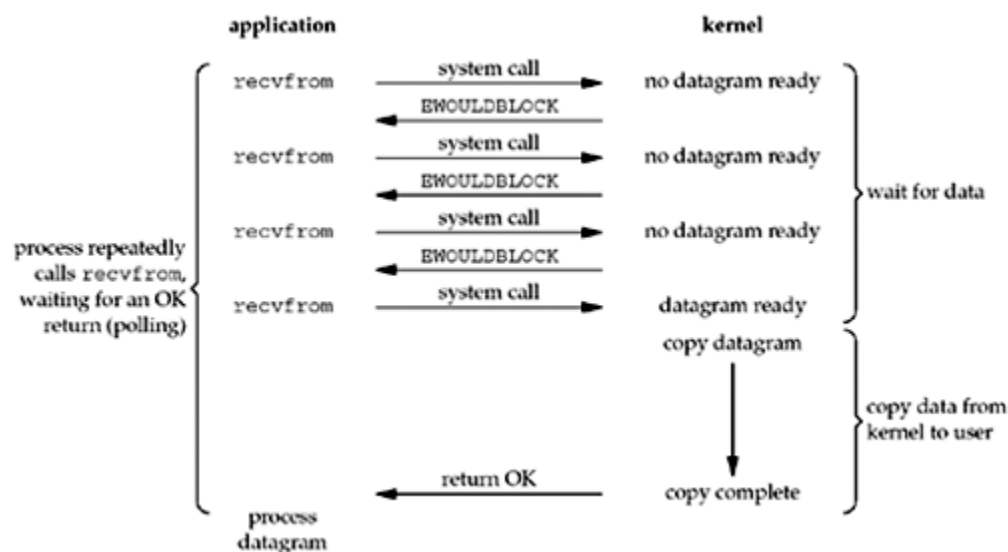 application kernel
recvfrom system call no datagram ready
EWOULDBLOCK
recvfrom system call no datagram ready
EWOULDBLOCK
wait for data
recvfrom system call no datagram ready
EWOULDBLOCK
recvfrom system call datagram ready
process repeatedly
calls recvfrom,
waiting for an OK
return (polling)
copy datagram
copy data from
kernel to user
return OK copy complete
process
datagram